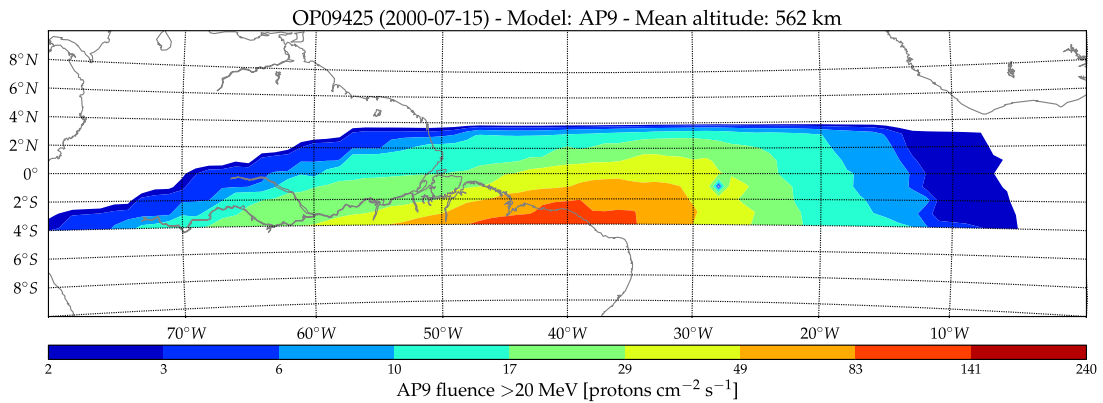 OP09425 (2000-07-15) - Model: AP9 - Mean altitude: 562 km
8°N
6°N
4°N
2°N
0°
2°S
4°S
6°S
8°S
70°W 60°W 50°W 40°W 30°W 20°W 10°W
2 3 6 10 17 29 49 83 141 240
AP9 fluence >20 MeV [protons cm−2 s−1]